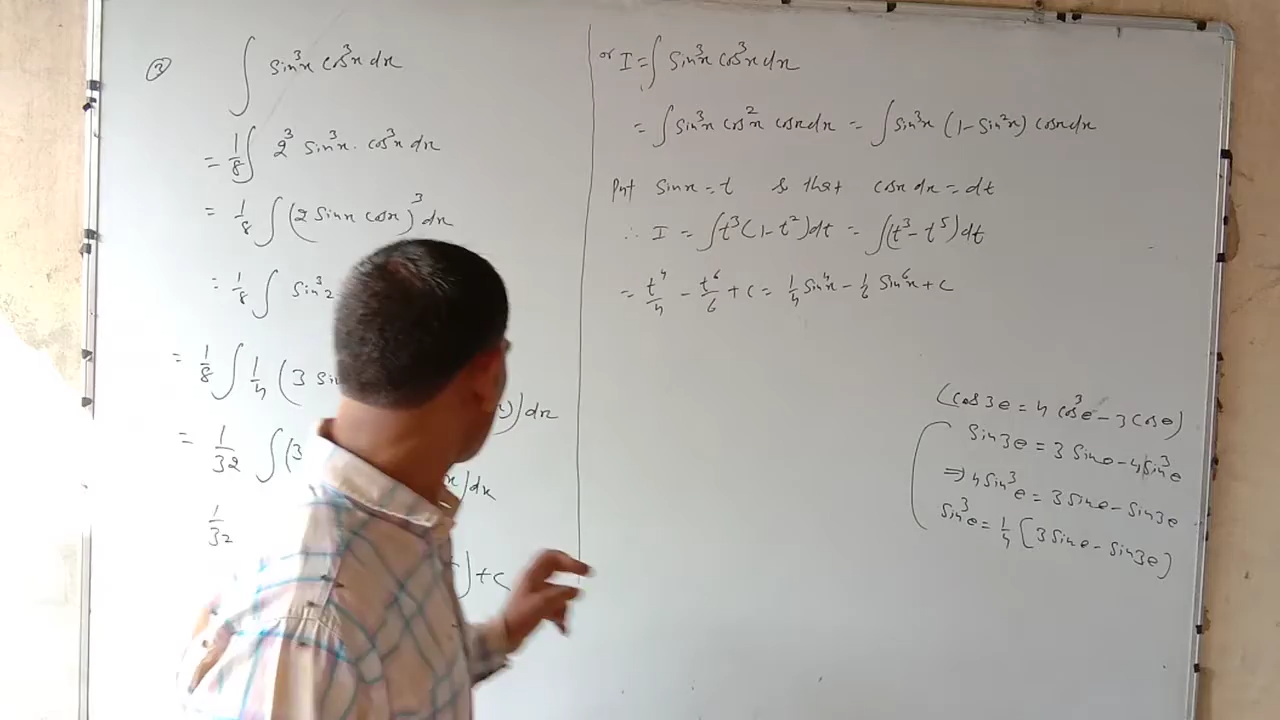 ③ ∫ sin³x cos³x dx
= 1/8 ∫ 2³ sin³x · cos³x dx
= 1/8 ∫ (2 sinx cosx)³ dx
= 1/8 ∫ sin³2
= 1/8 ∫ 1/4 (3 sin )) dx
= 1/32 ∫ (3 x) dx
1/32 ) + c
or I = ∫ sin³x cos³x dx
= ∫ sin³x cos²x cosx dx = ∫ sin³x (1 - sin²x) cosx dx
Put sinx = t so that cosx dx = dt
∴ I = ∫ t³(1 - t²) dt = ∫ (t³ - t⁵) dt
= t⁴/4 - t⁶/6 + c = 1/4 sin⁴x - 1/6 sin⁶x + c
(cos3θ = 4 cos³θ - 3 cosθ)
sin3θ = 3 sinθ - 4 sin³θ
⇒ 4 sin³θ = 3 sinθ - sin3θ
sin³θ = 1/4 [3 sinθ - sin3θ]